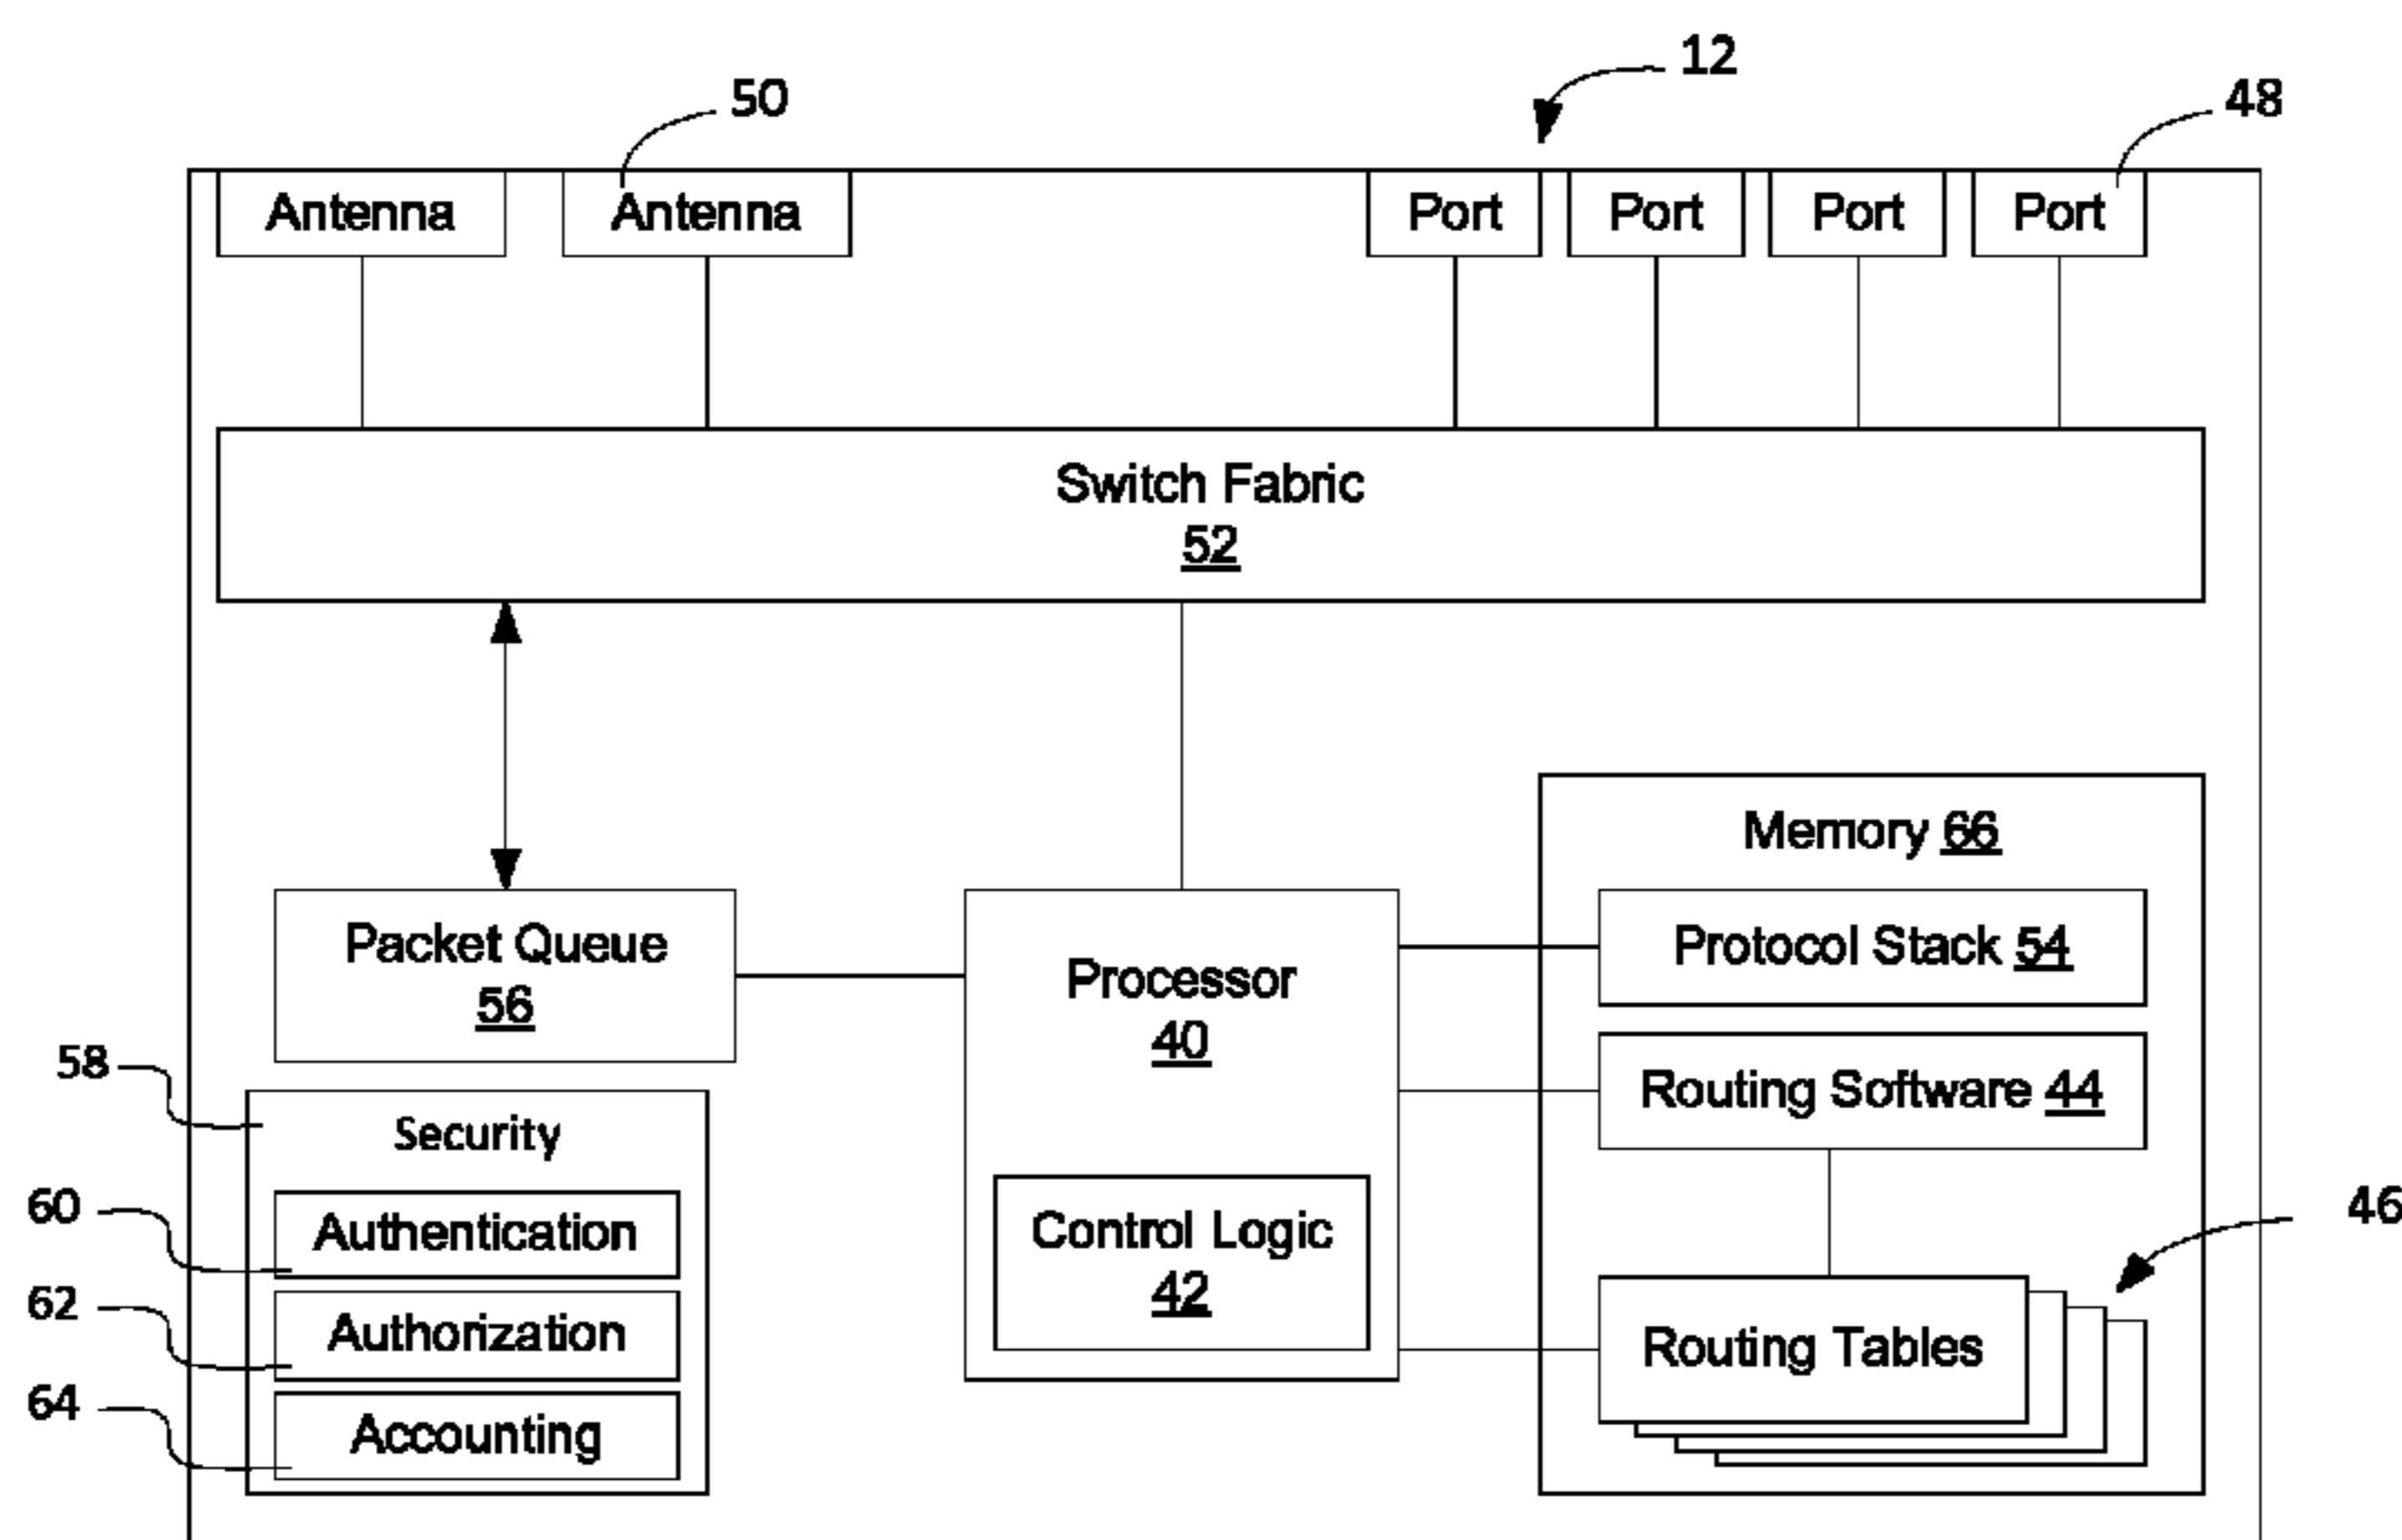 12
50
48
Antenna
Antenna
Port
Port
Port
Port
Switch Fabric
52
Memory 66
Packet Queue
56
Processor
40
Protocol Stack 54
Routing Software 44
58
Security
60
Authentication
62
Authorization
64
Accounting
Control Logic
42
46
Routing Tables